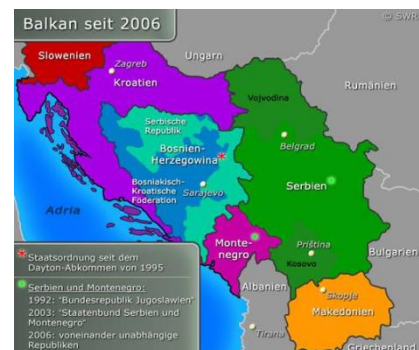 Balkan seit 2006
© SWR
Slowenien
Zagreb
Ungarn
Kroatien
Rumänien
Vojvodina
Serbische
Republik
Bosnien-
Herzegowina*
Belgrad
Sarajevo
Serbien
Bosniakisch-
Kroatische
Föderation
Adria
Monte-
negro
Priština
Kosovo
Bulgarien
Albanien
Skopje
Makedonien
Tirana
Griechenland
* Staatsordnung seit dem
Dayton-Abkommen von 1995
Serbien und Montenegro:
1992: "Bundesrepublik Jugoslawien"
2003: "Staatenbund Serbien und
Montenegro"
2006: voneinander unabhängige
Republiken